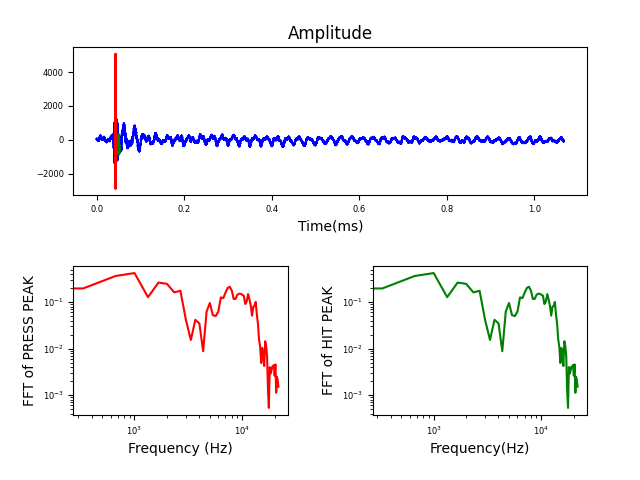 Amplitude
4000
2000
0
−2000
0.0 0.2 0.4 0.6 0.8 1.0
Time(ms)
FFT of PRESS PEAK
10⁻¹
10⁻²
10⁻³
10³ 10⁴
Frequency (Hz)
FFT of HIT PEAK
10⁻¹
10⁻²
10⁻³
10³ 10⁴
Frequency(Hz)